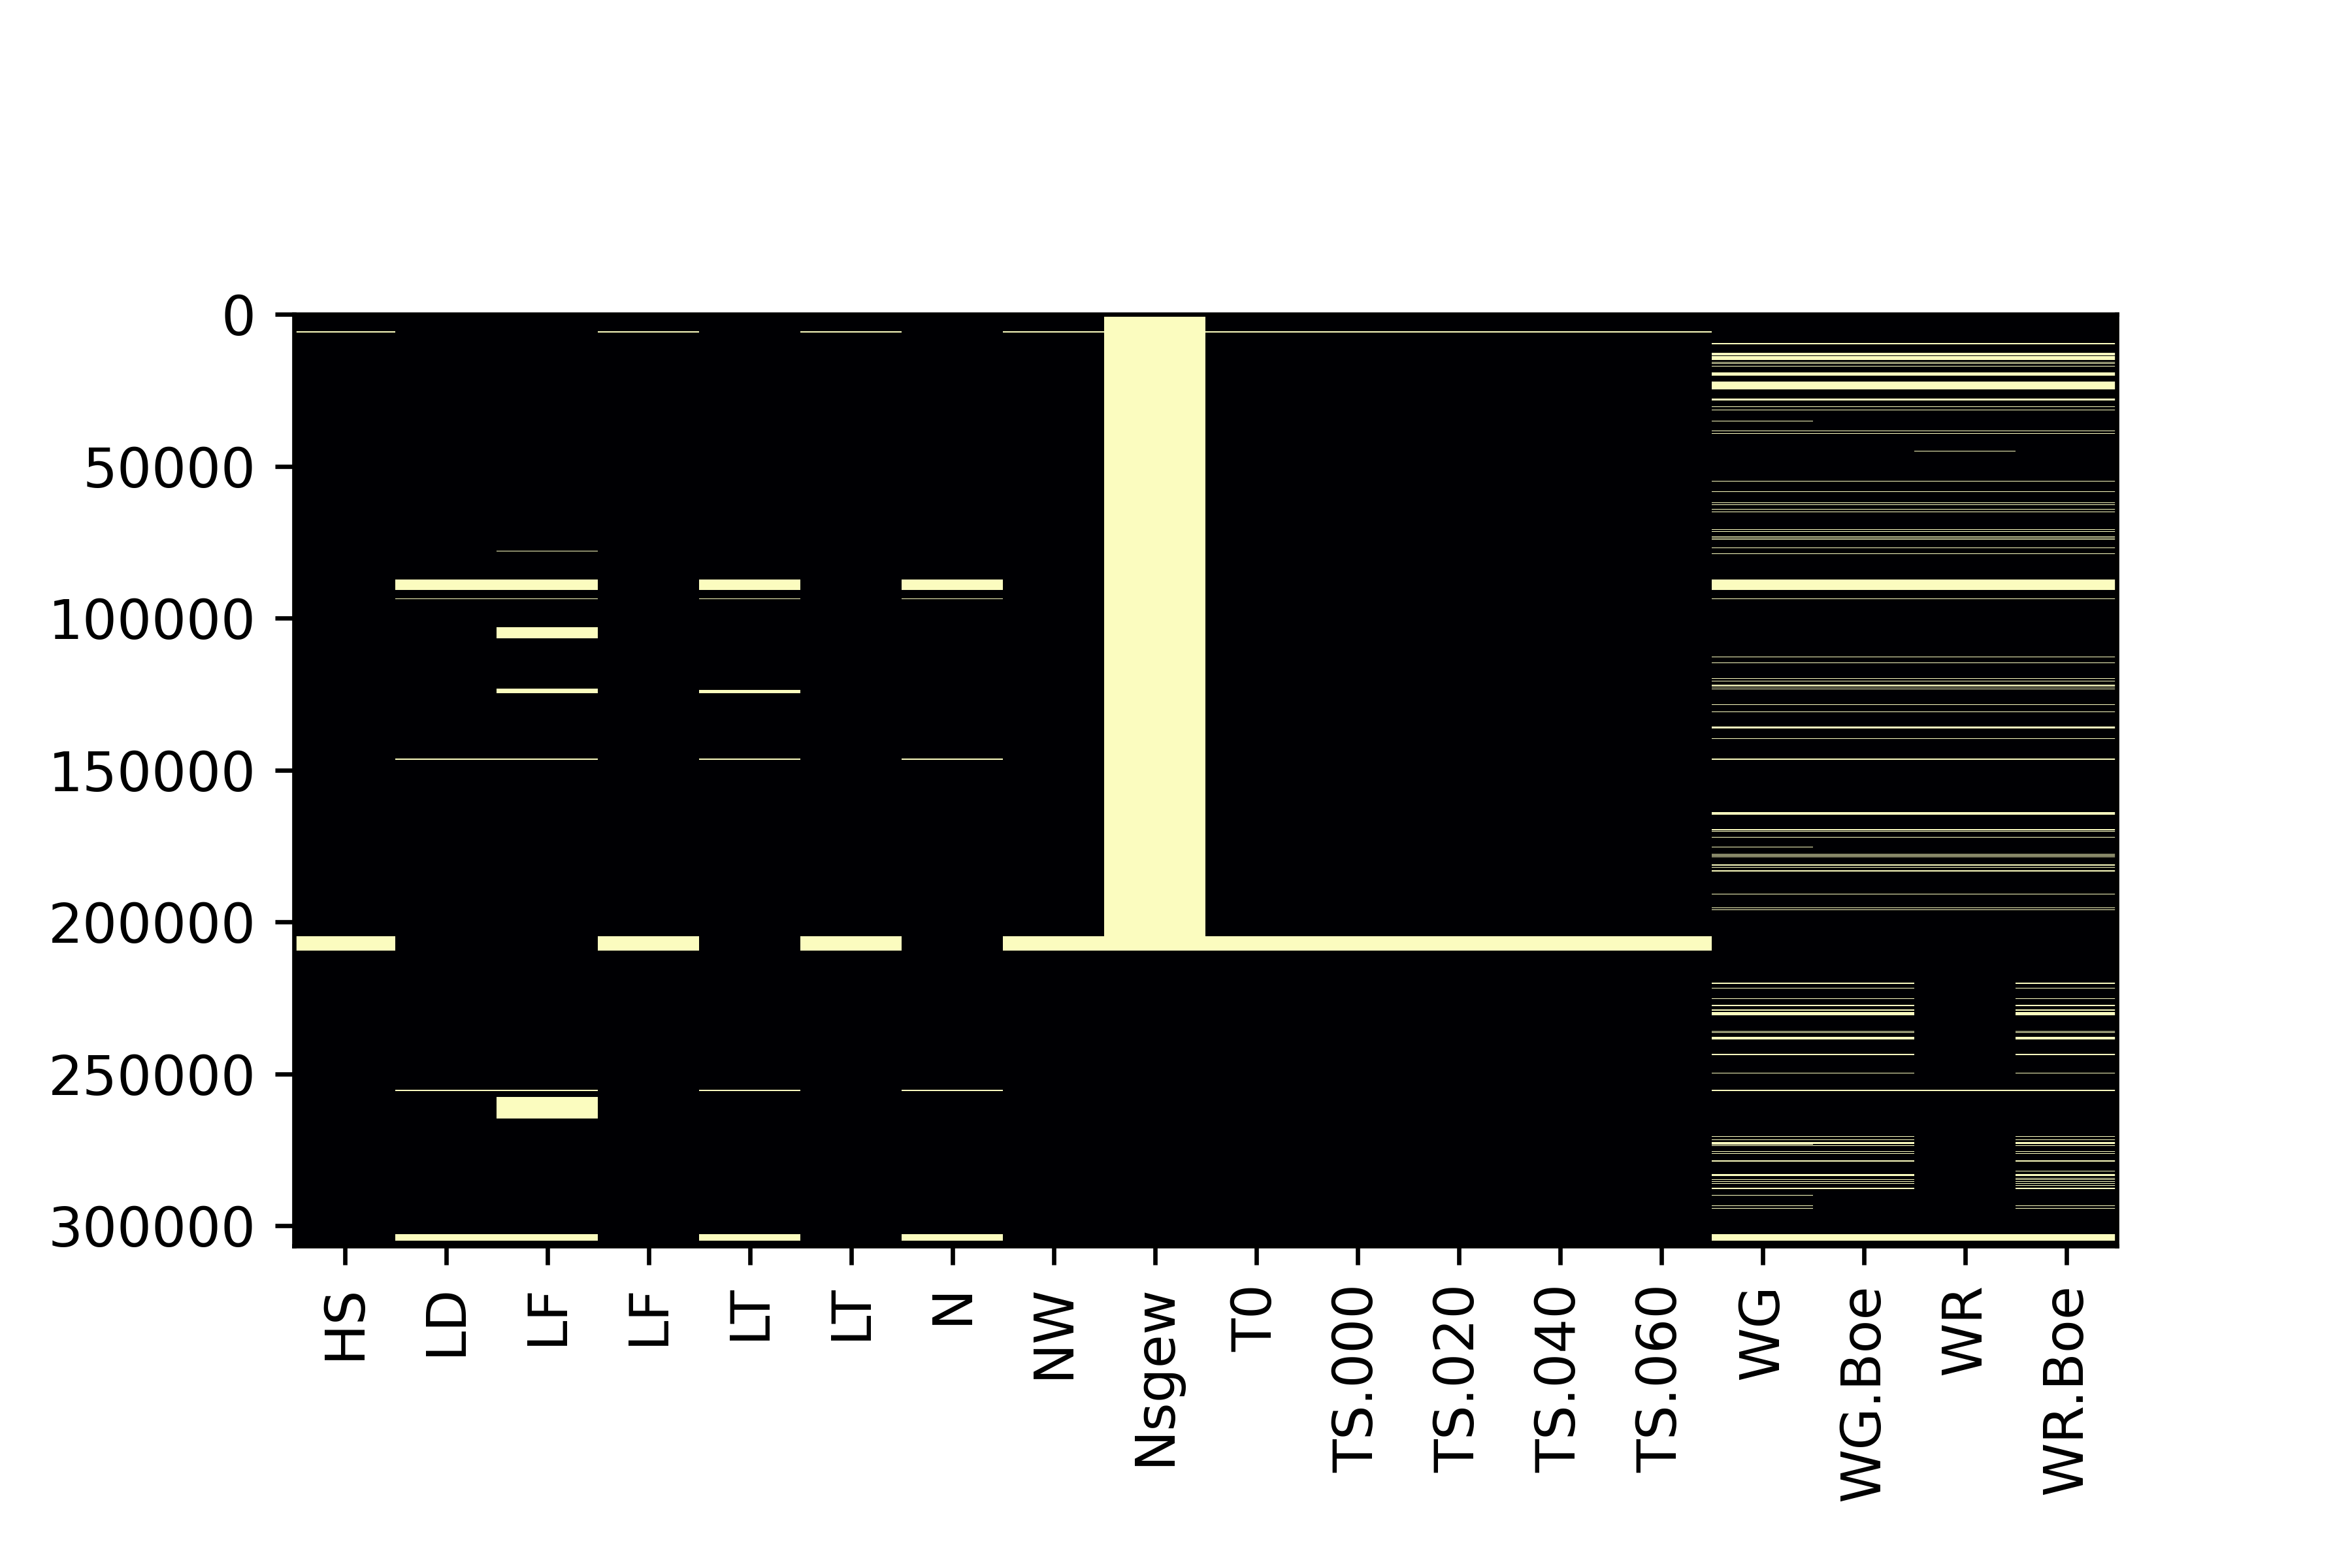 0
50000
100000
150000
200000
250000
300000
HS
LD
LF
LF
LT
LT
N
NW
Nsgew
T0
TS.000
TS.020
TS.040
TS.060
WG
WG.Boe
WR
WR.Boe